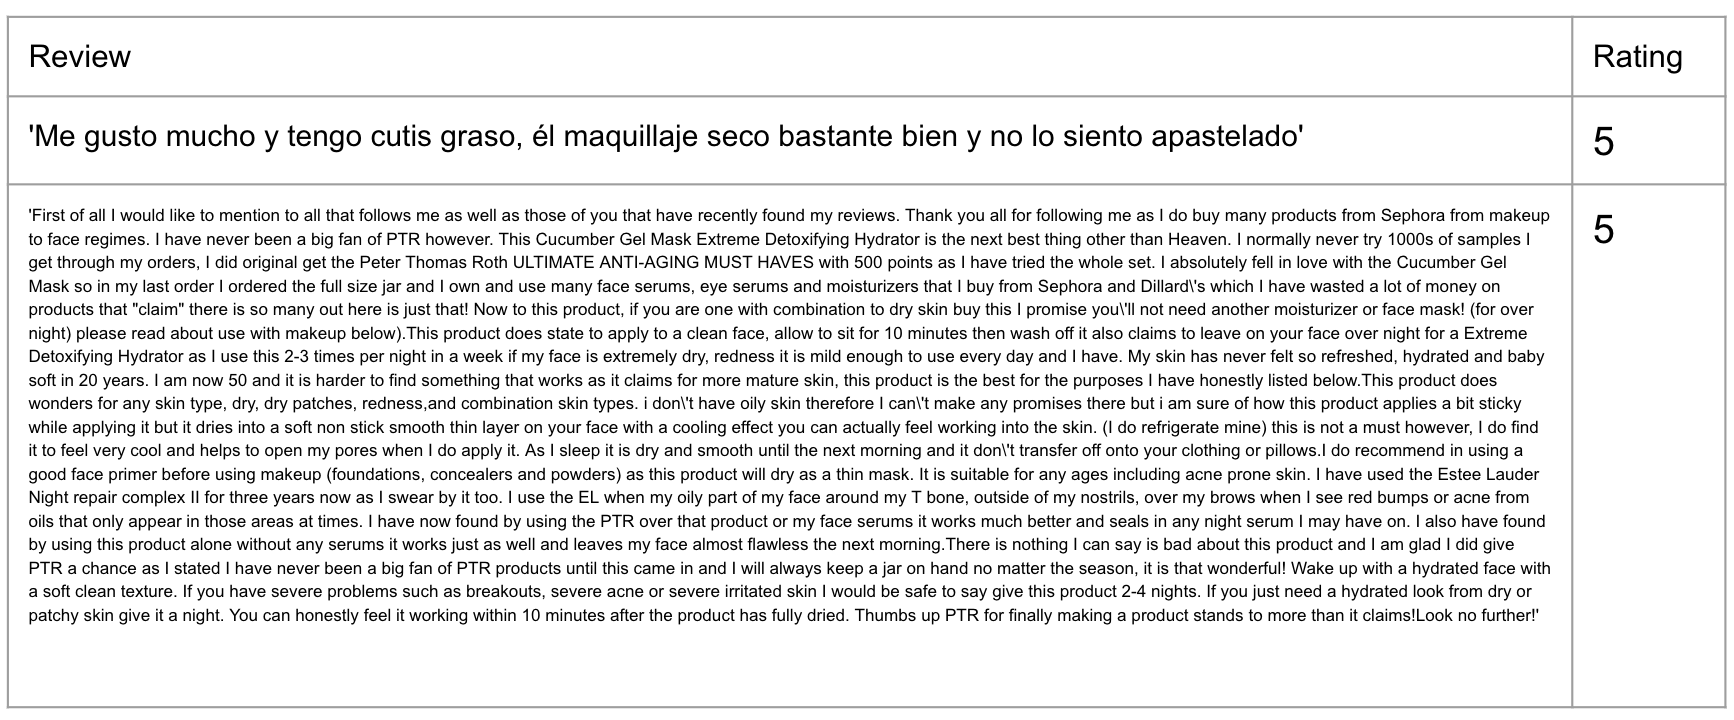 Review
Rating
'Me gusto mucho y tengo cutis graso, él maquillaje seco bastante bien y no lo siento apastelado'
5
'First of all I would like to mention to all that follows me as well as those of you that have recently found my reviews. Thank you all for following me as I do buy many products from Sephora from makeup
to face regimes. I have never been a big fan of PTR however. This Cucumber Gel Mask Extreme Detoxifying Hydrator is the next best thing other than Heaven. I normally never try 1000s of samples I
get through my orders, I did original get the Peter Thomas Roth ULTIMATE ANTI-AGING MUST HAVES with 500 points as I have tried the whole set. I absolutely fell in love with the Cucumber Gel
Mask so in my last order I ordered the full size jar and I own and use many face serums, eye serums and moisturizers that I buy from Sephora and Dillard\'s which I have wasted a lot of money on
products that "claim" there is so many out here is just that! Now to this product, if you are one with combination to dry skin buy this I promise you\'ll not need another moisturizer or face mask! (for over
night) please read about use with makeup below).This product does state to apply to a clean face, allow to sit for 10 minutes then wash off it also claims to leave on your face over night for a Extreme
Detoxifying Hydrator as I use this 2-3 times per night in a week if my face is extremely dry, redness it is mild enough to use every day and I have. My skin has never felt so refreshed, hydrated and baby
soft in 20 years. I am now 50 and it is harder to find something that works as it claims for more mature skin, this product is the best for the purposes I have honestly listed below.This product does
wonders for any skin type, dry, dry patches, redness,and combination skin types. i don\'t have oily skin therefore I can\'t make any promises there but i am sure of how this product applies a bit sticky
while applying it but it dries into a soft non stick smooth thin layer on your face with a cooling effect you can actually feel working into the skin. (I do refrigerate mine) this is not a must however, I do find
it to feel very cool and helps to open my pores when I do apply it. As I sleep it is dry and smooth until the next morning and it don\'t transfer off onto your clothing or pillows.I do recommend in using a
good face primer before using makeup (foundations, concealers and powders) as this product will dry as a thin mask. It is suitable for any ages including acne prone skin. I have used the Estee Lauder
Night repair complex II for three years now as I swear by it too. I use the EL when my oily part of my face around my T bone, outside of my nostrils, over my brows when I see red bumps or acne from
oils that only appear in those areas at times. I have now found by using the PTR over that product or my face serums it works much better and seals in any night serum I may have on. I also have found
by using this product alone without any serums it works just as well and leaves my face almost flawless the next morning.There is nothing I can say is bad about this product and I am glad I did give
PTR a chance as I stated I have never been a big fan of PTR products until this came in and I will always keep a jar on hand no matter the season, it is that wonderful! Wake up with a hydrated face with
a soft clean texture. If you have severe problems such as breakouts, severe acne or severe irritated skin I would be safe to say give this product 2-4 nights. If you just need a hydrated look from dry or
patchy skin give it a night. You can honestly feel it working within 10 minutes after the product has fully dried. Thumbs up PTR for finally making a product stands to more than it claims!Look no further!'
5